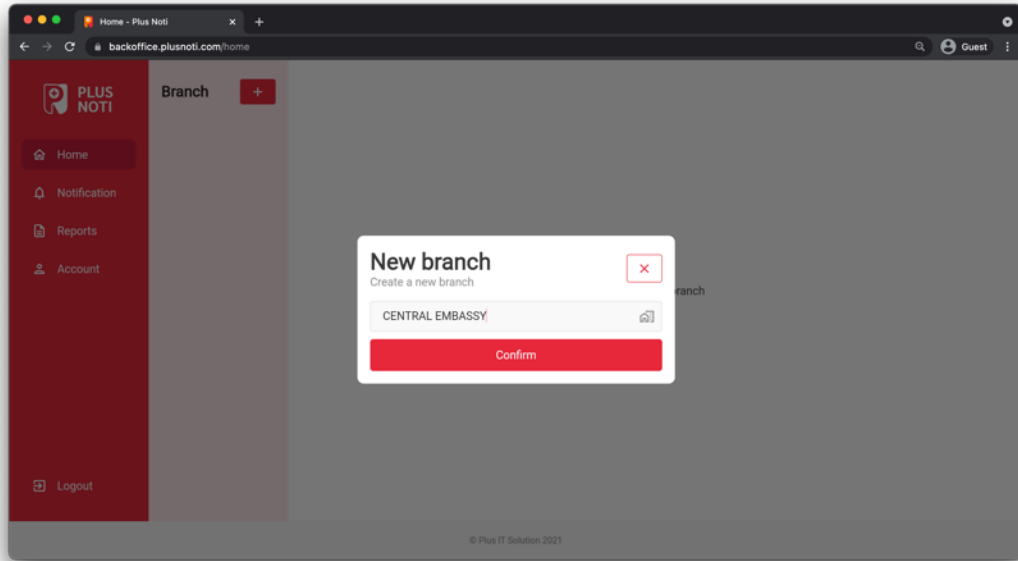 Home - Plus Noti
backoffice.plusnoti.com/home
Guest
PLUS
NOTI
Home
Notification
Reports
Account
Logout
Branch
New branch
Create a new branch
CENTRAL EMBASSY
Confirm
ranch
© Plus IT Solution 2021